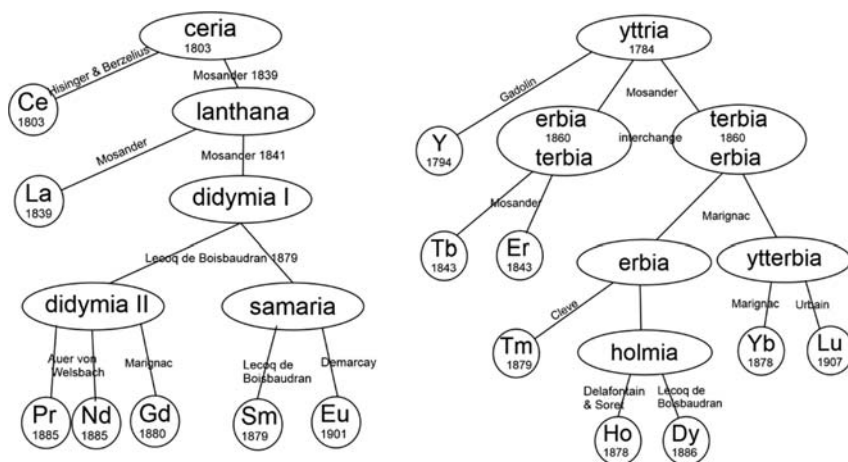 ceria
1803
Hisinger & Berzelius
Mosander 1839
Ce
1803
lanthana
Mosander
Mosander 1841
La
1839
didymia I
Lecoq de Boisbaudran 1879
didymia II
samaria
Auer von
Welsbach
Marignac
Lecoq de
Boisbaudran
Demarcay
Pr
1885
Nd
1885
Gd
1880
Sm
1879
Eu
1901
yttria
1784
Gadolin
Mosander
Y
1794
erbia
1860
terbia
interchange
terbia
1860
erbia
Mosander
Marignac
Tb
1843
Er
1843
erbia
ytterbia
Cleve
Marignac
Urbain
Tm
1879
holmia
Yb
1878
Lu
1907
Delafontain
& Soret
Lecoq de
Boisbaudran
Ho
1878
Dy
1886